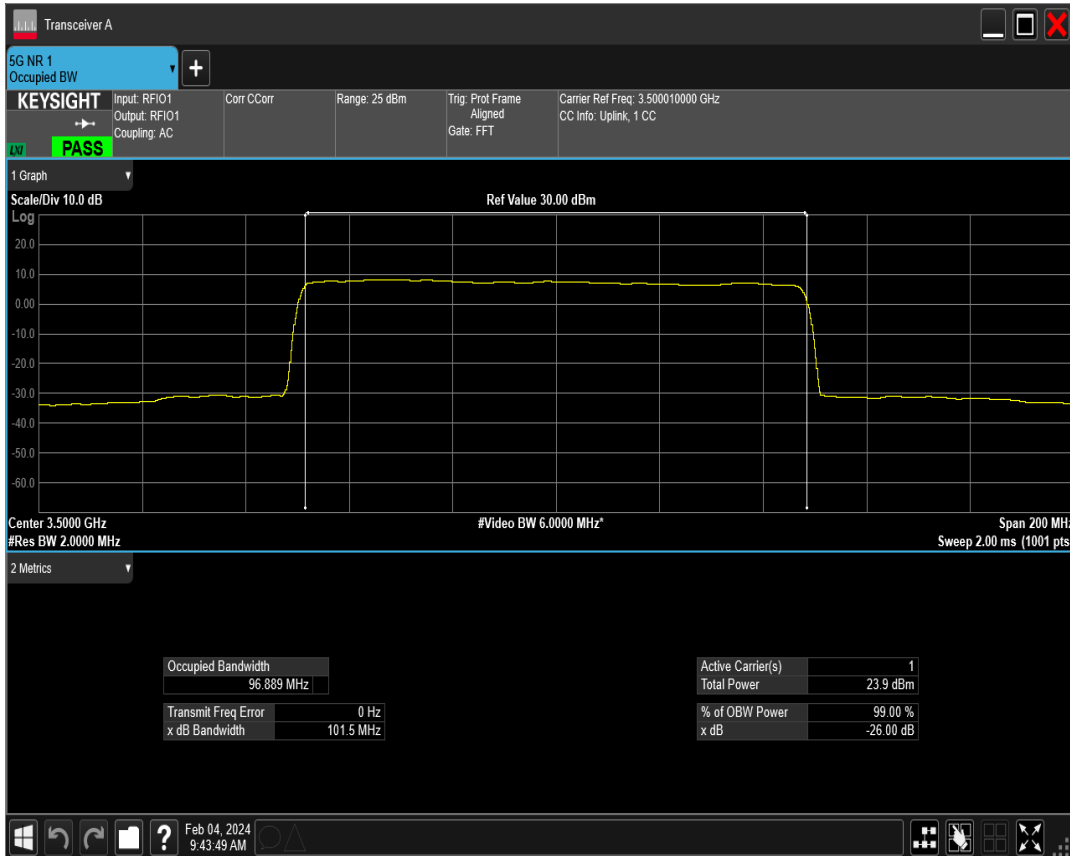 Transceiver A
5G NR 1
Occupied BW
KEYSIGHT
LXI
PASS
Input: RFIO1
Output: RFIO1
Coupling: AC
Corr CCorr
Range: 25 dBm
Trig: Prot Frame
Aligned
Gate: FFT
Carrier Ref Freq: 3.500010000 GHz
CC Info: Uplink, 1 CC
1 Graph
Scale/Div 10.0 dB
Ref Value 30.00 dBm
Log
20.0
10.0
0.00
-10.0
-20.0
-30.0
-40.0
-50.0
-60.0
Center 3.5000 GHz
#Video BW 6.0000 MHz*
Span 200 MHz
#Res BW 2.0000 MHz
Sweep 2.00 ms (1001 pts
2 Metrics
Occupied Bandwidth
96.889 MHz
Transmit Freq Error 0 Hz
x dB Bandwidth 101.5 MHz
Active Carrier(s) 1
Total Power 23.9 dBm
% of OBW Power 99.00 %
x dB -26.00 dB
?
Feb 04, 2024
9:43:49 AM